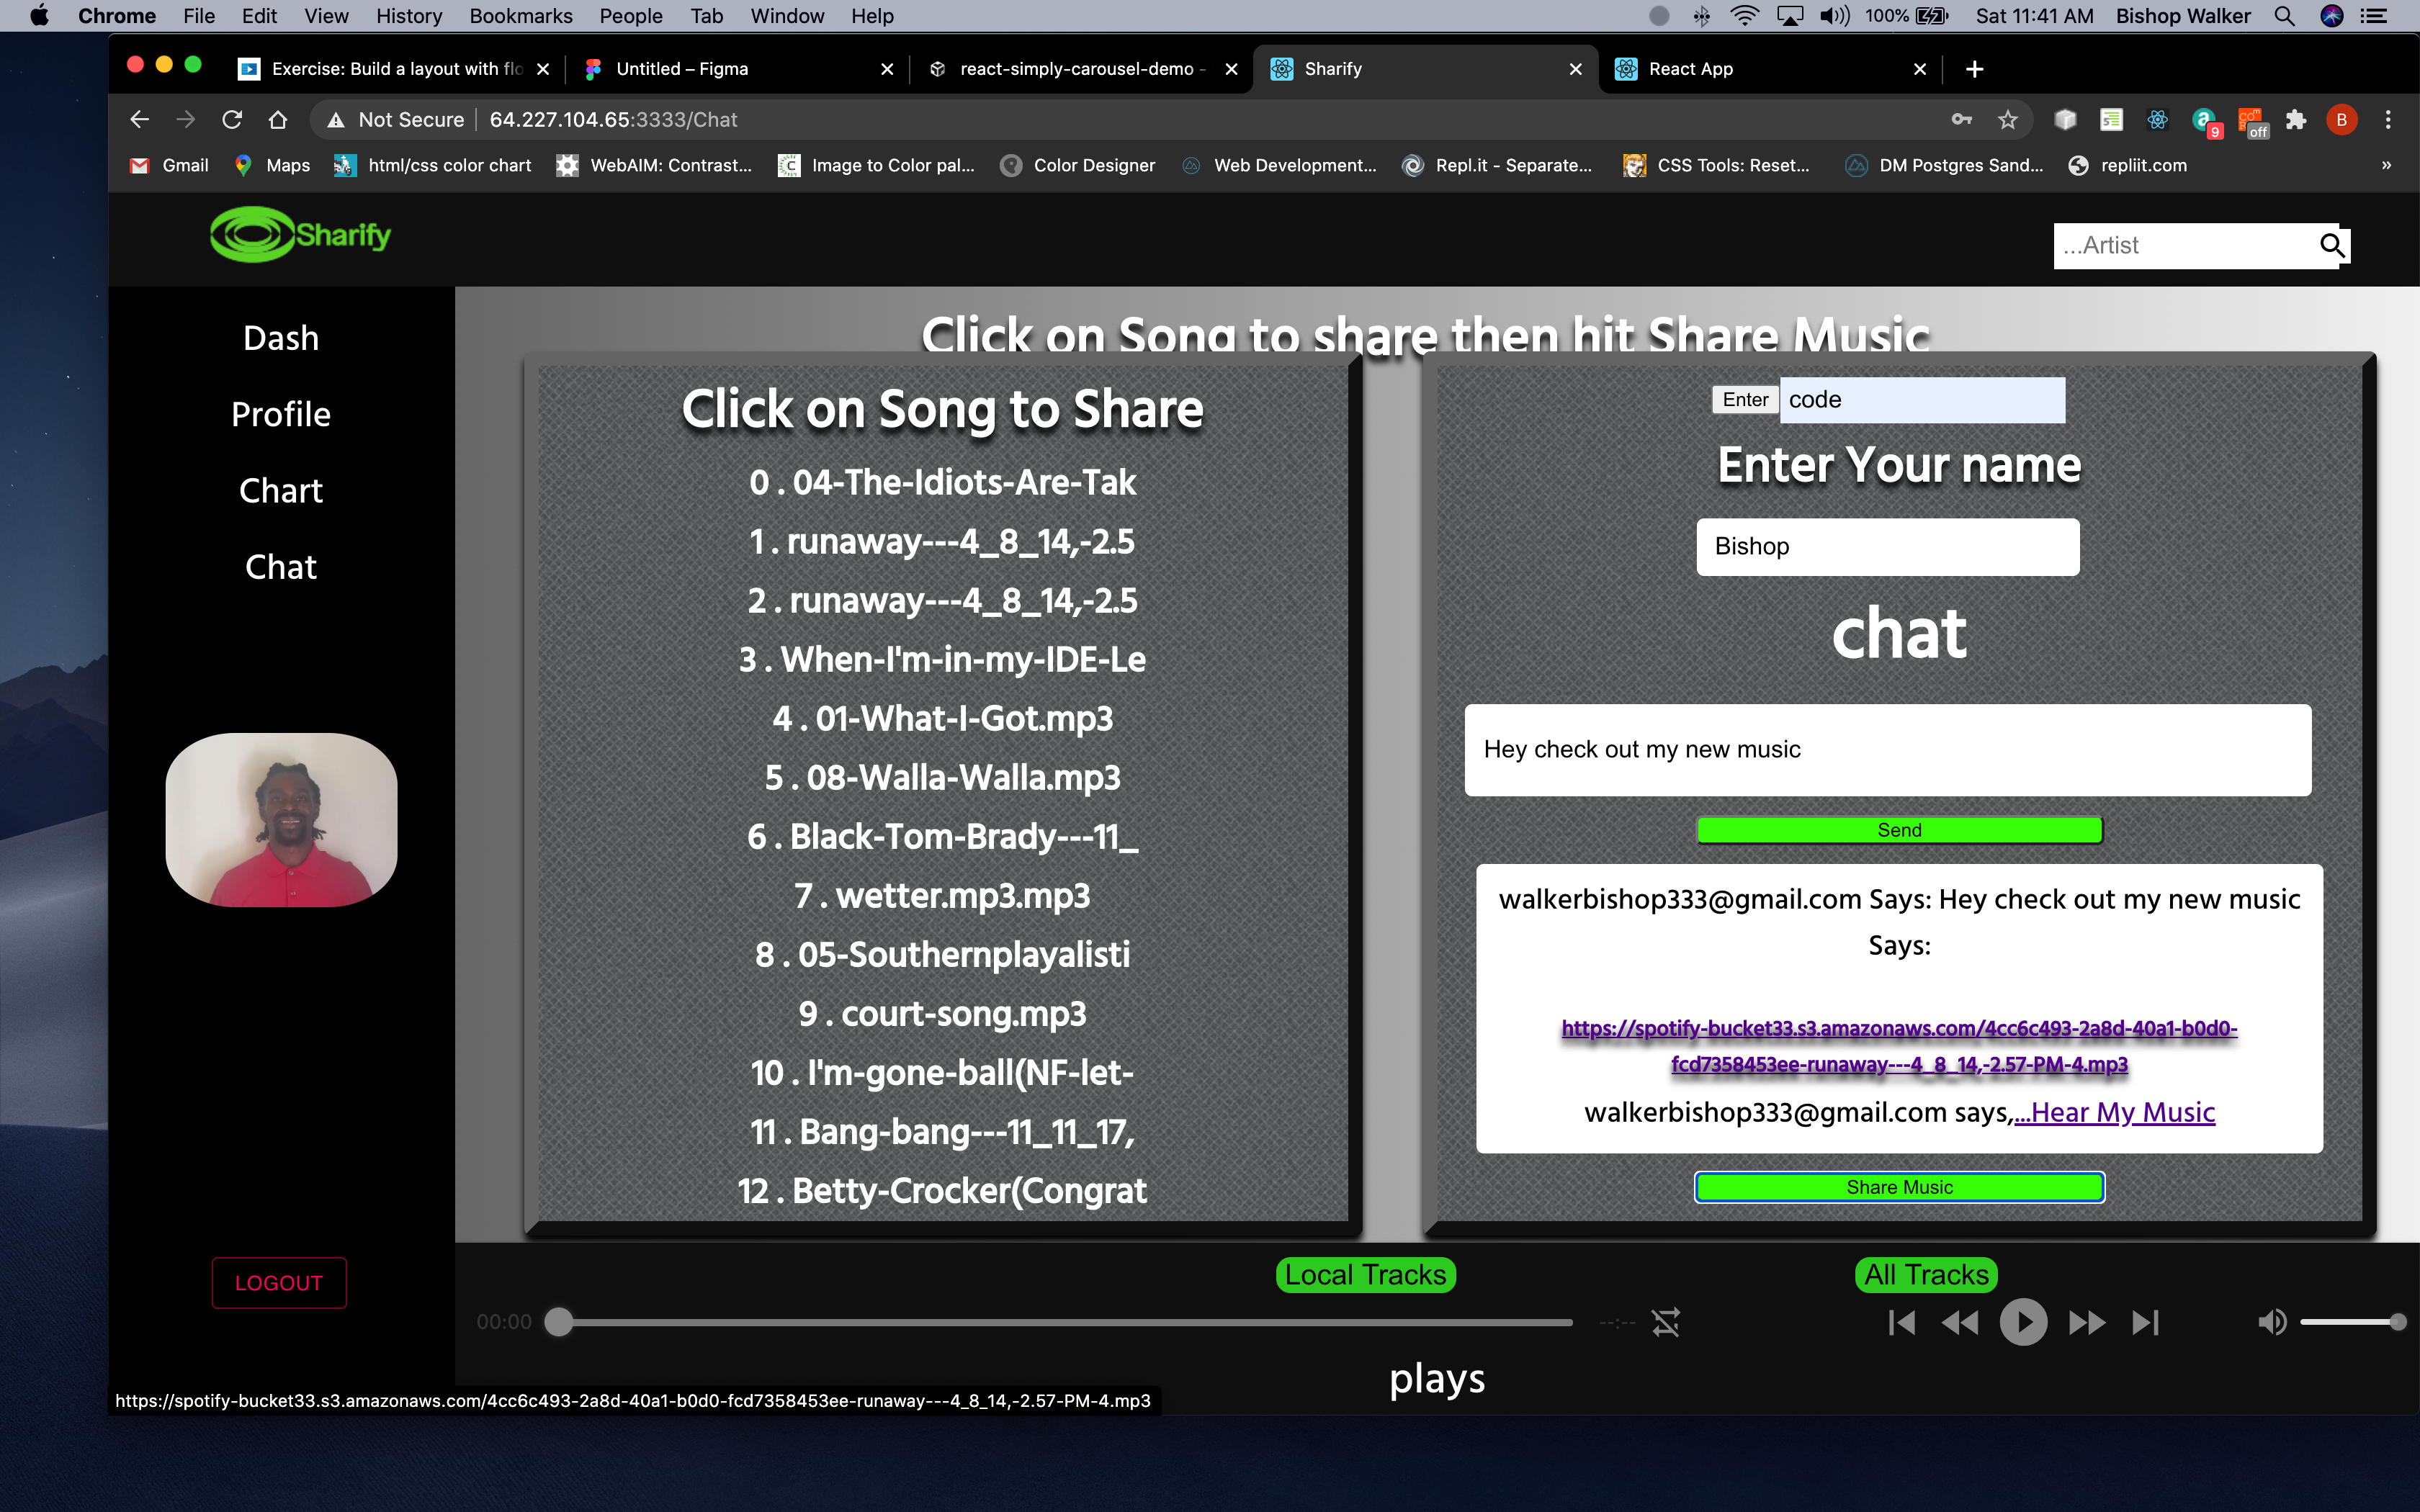 Chrome File Edit View History Bookmarks People Tab Window Help 100% Sat 11:41 AM Bishop Walker
Exercise: Build a layout with flo Untitled – Figma react-simply-carousel-demo - Sharify React App
Not Secure 64.227.104.65:3333/Chat 9 off B
Gmail Maps html/css color chart WebAIM: Contrast... Image to Color pal... Color Designer Web Development... Repl.it - Separate... CSS Tools: Reset... DM Postgres Sand... repliit.com »
Sharify
...Artist
Dash
Profile
Chart
Chat
LOGOUT
Click on Song to share then hit Share Music
Click on Song to Share
0 . 04-The-Idiots-Are-Tak
1 . runaway---4_8_14,-2.5
2 . runaway---4_8_14,-2.5
3 . When-I'm-in-my-IDE-Le
4 . 01-What-I-Got.mp3
5 . 08-Walla-Walla.mp3
6 . Black-Tom-Brady---11_
7 . wetter.mp3.mp3
8 . 05-Southernplayalisti
9 . court-song.mp3
10 . I'm-gone-ball(NF-let-
11 . Bang-bang---11_11_17,
12 . Betty-Crocker(Congrat
Enter code
Enter Your name
Bishop
chat
Hey check out my new music
Send
walkerbishop333@gmail.com Says: Hey check out my new music
Says:
https://spotify-bucket33.s3.amazonaws.com/4cc6c493-2a8d-40a1-b0d0-
fcd7358453ee-runaway---4_8_14,-2.57-PM-4.mp3
walkerbishop333@gmail.com says,...Hear My Music
Share Music
Local Tracks All Tracks
00:00 --:--
plays
https://spotify-bucket33.s3.amazonaws.com/4cc6c493-2a8d-40a1-b0d0-fcd7358453ee-runaway---4_8_14,-2.57-PM-4.mp3